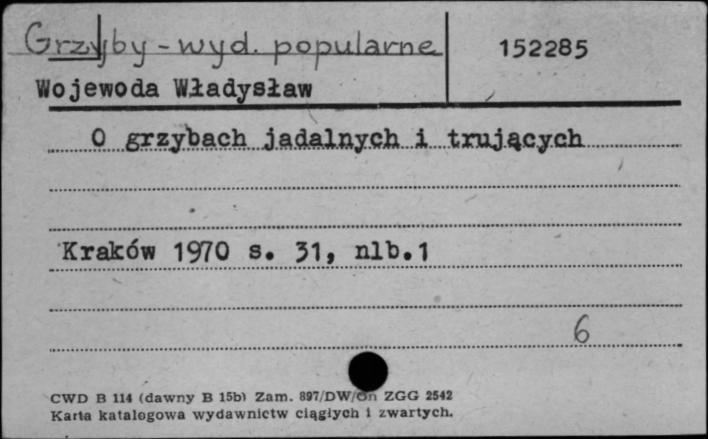 Grzyby - wyd. popularne
152285
Wojewoda Władysław
O grzybach jadalnych i trujących
Kraków 1970 s. 31, nlb.1
6
CWD B 114 (dawny B 15b) Zam. 897/DW/ ZGG 2542
Karta katalogowa wydawnictw ciągłych i zwartych.